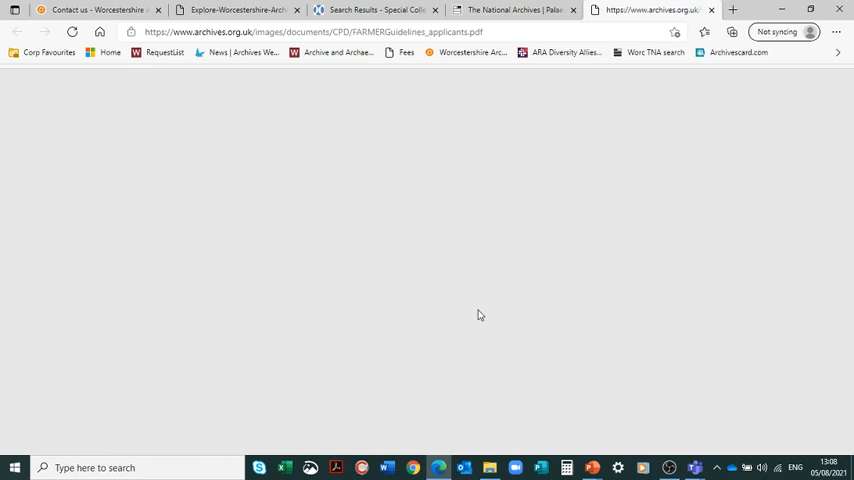 Contact us - Worcestershire A
Explore-Worcestershire-Arch
Search Results - Special Colle
The National Archives | Palae
https://www.archives.org.uk/
https://www.archives.org.uk/images/documents/CPD/FARMERGuidelines_applicants.pdf
Not syncing
Corp Favourites
Home
RequestList
News | Archives We...
Archive and Archae...
Fees
Worcestershire Arc...
ARA Diversity Allies...
Worc TNA search
Archivescard.com
Type here to search
ENG
13:08
05/08/2021